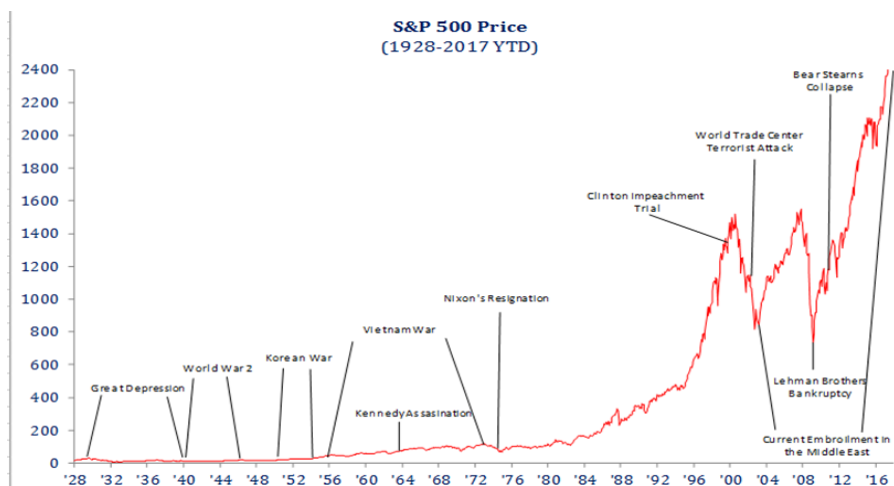 S&P 500 Price
(1928-2017 YTD)
2400
2200
2000
1800
1600
1400
1200
1000
800
600
400
200
0
Bear Stearns
Collapse
World Trade Center
Terrorist Attack
Clinton Impeachment
Trial
Nixon's Resignation
Vietnam War
Korean War
World War 2
Great Depression
Kennedy Assasination
Lehman Brothers
Bankruptcy
Current Embroilment in
the Middle East
'28 '32 '36 '40 '44 '48 '52 '56 '60 '64 '68 '72 '76 '80 '84 '88 '92 '96 '00 '04 '08 '12 '16